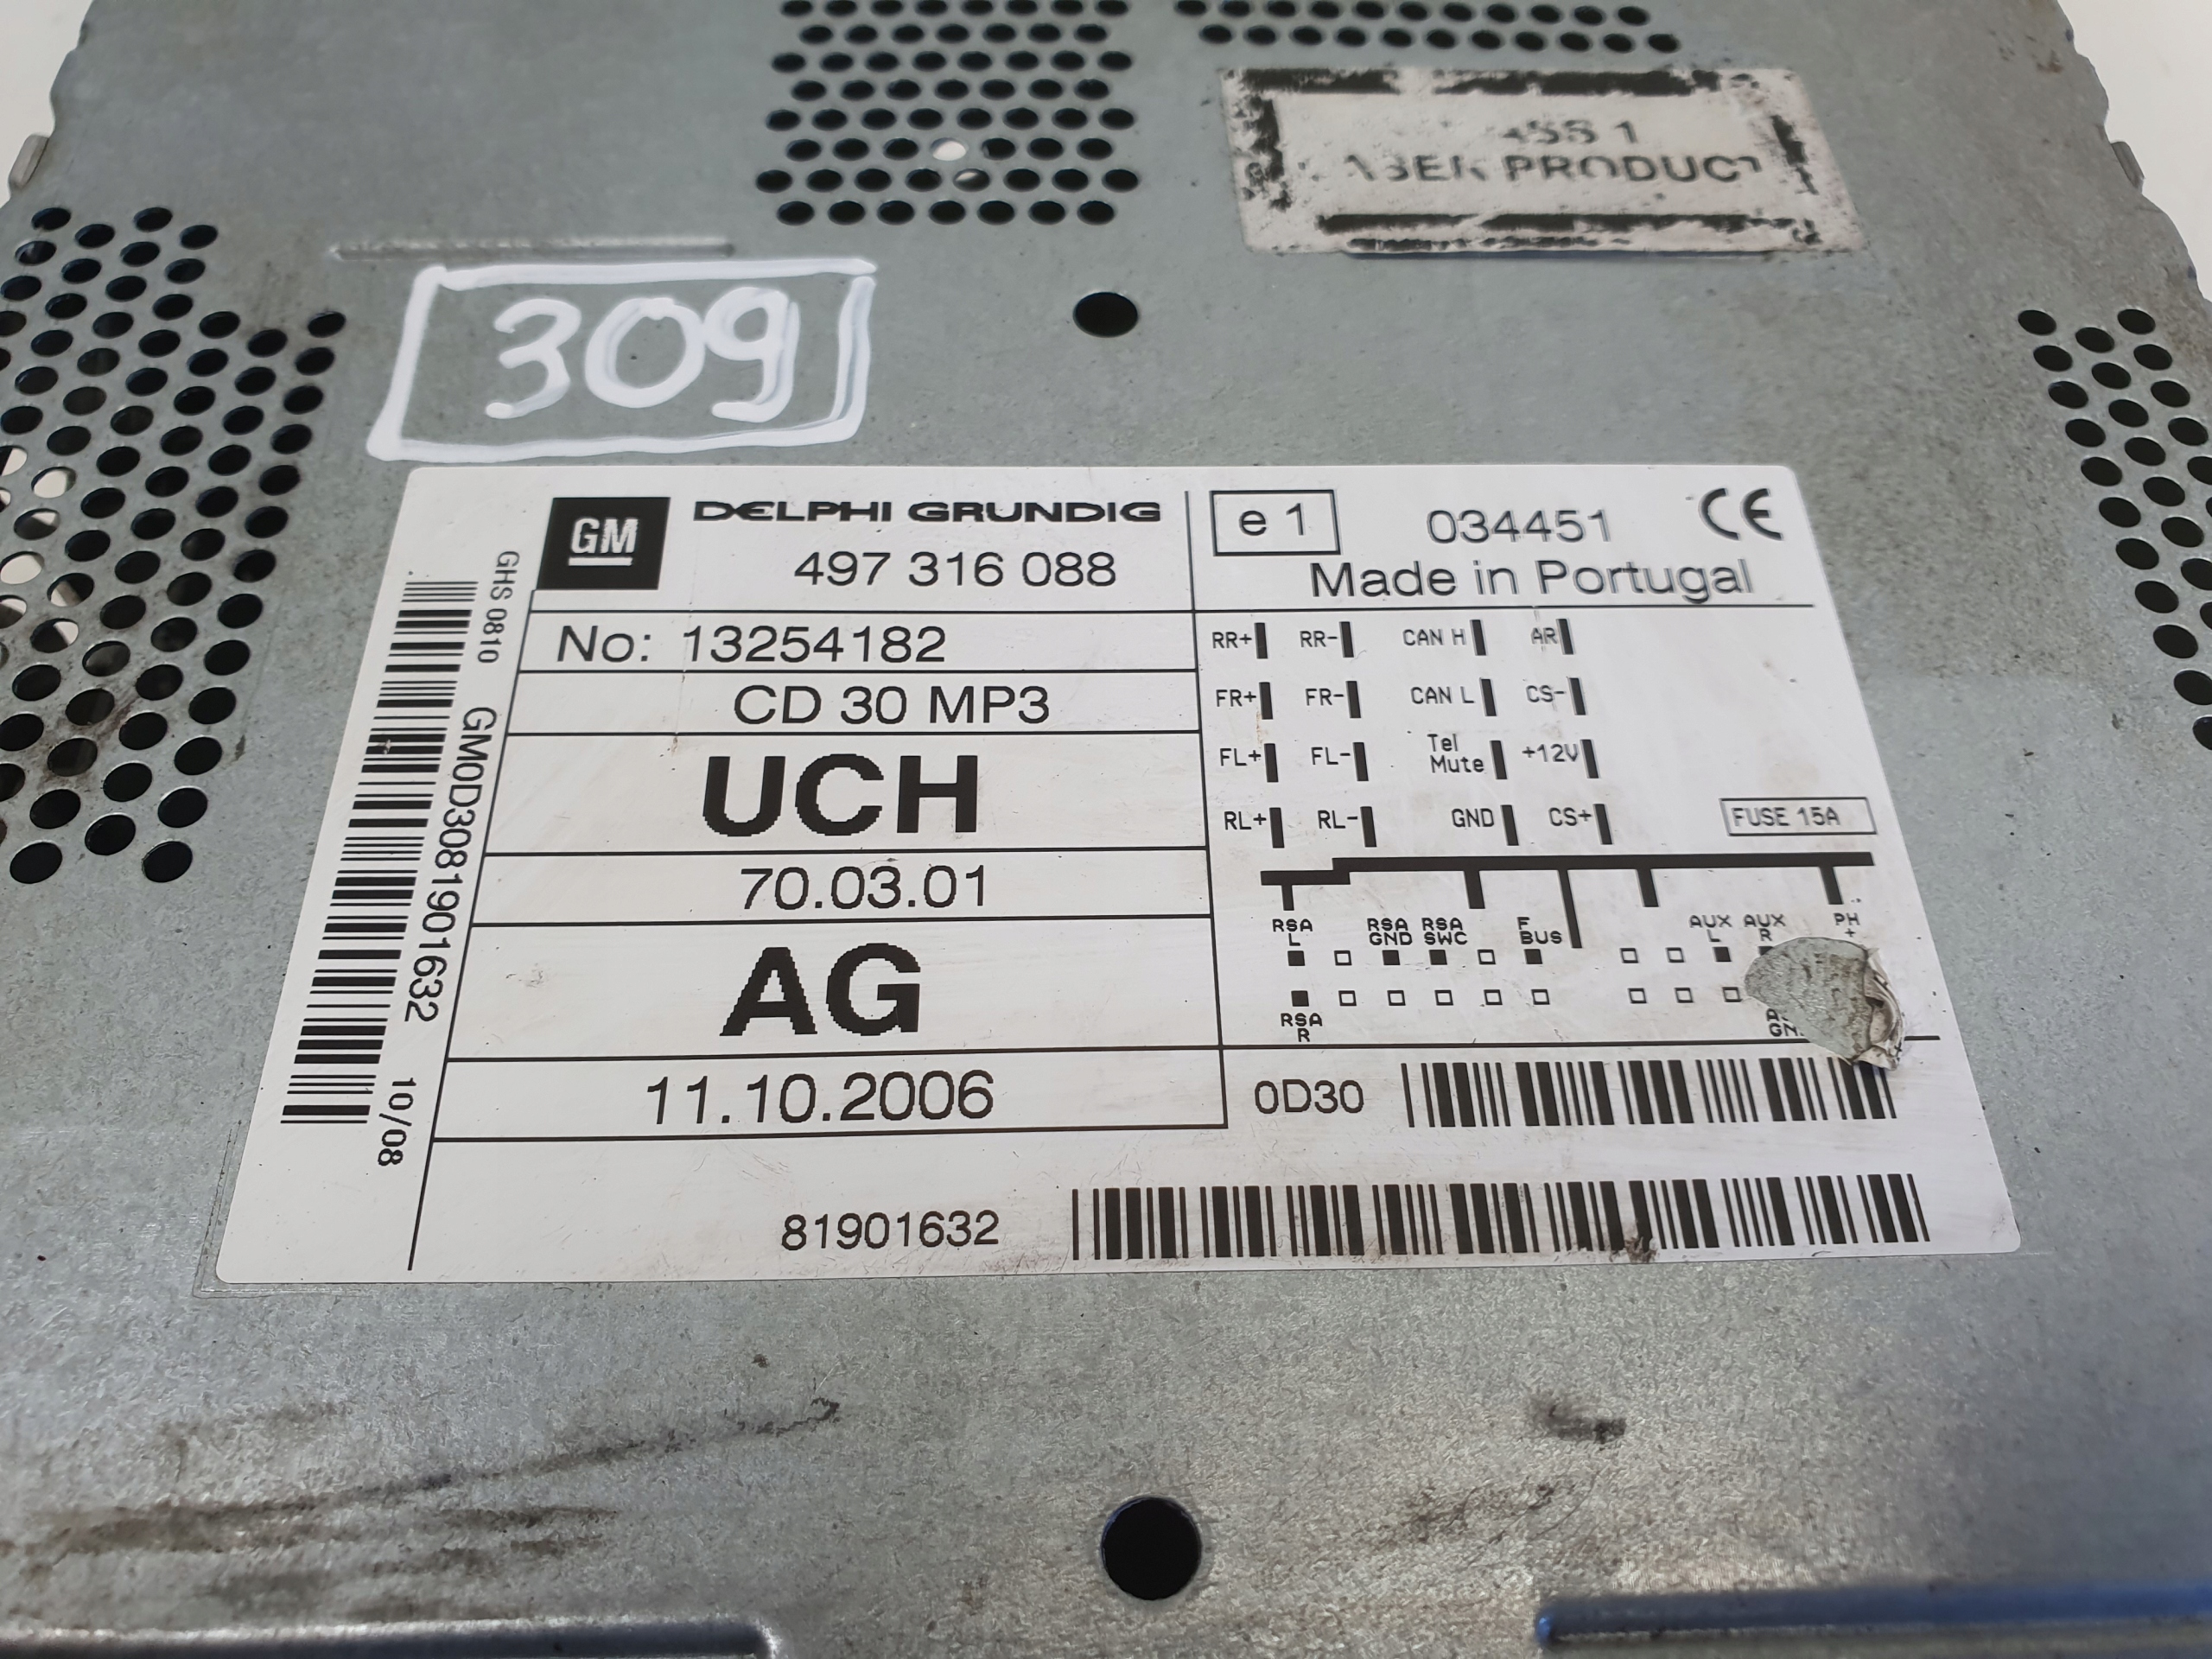 1
PRODUCT
309
GM
DELPHI GRUNDIG
497 316 088
e1
034451
CE
Made in Portugal
No: 13254182
CD 30 MP3
UCH
70.03.01
AG
11.10.2006
GHS 0810 GM0D3081901632 10/08
RR+ RR- CAN H AR
FR+ FR- CAN L CS-
FL+ FL- Tel Mute +12V
RL+ RL- GND CS+
FUSE 15A
RSA L RSA GND RSA SWC F BUS AUX L AUX R PH +
RSA R
0D30
81901632